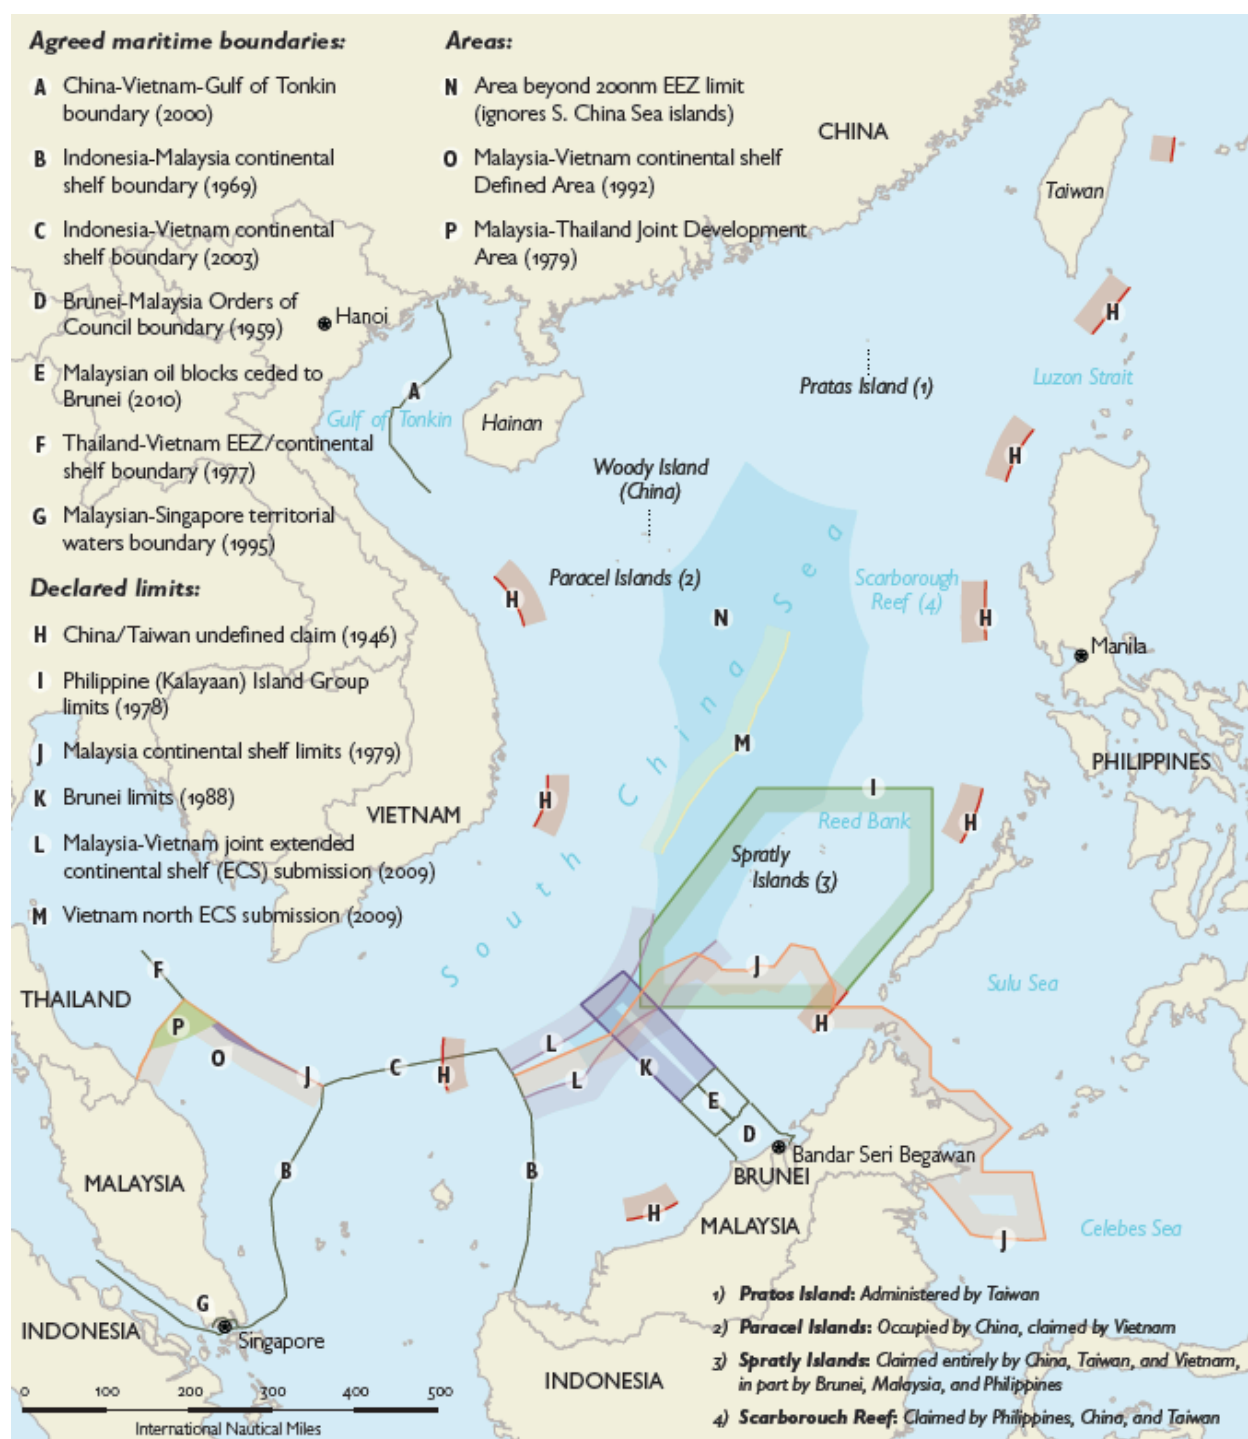 Agreed maritime boundaries:
A China-Vietnam-Gulf of Tonkin
boundary (2000)
B Indonesia-Malaysia continental
shelf boundary (1969)
C Indonesia-Vietnam continental
shelf boundary (2003)
D Brunei-Malaysia Orders of
Council boundary (1959)
E Malaysian oil blocks ceded to
Brunei (2010)
F Thailand-Vietnam EEZ/continental
shelf boundary (1977)
G Malaysian-Singapore territorial
waters boundary (1995)
Declared limits:
H China/Taiwan undefined claim (1946)
I Philippine (Kalayaan) Island Group
limits (1978)
J Malaysia continental shelf limits (1979)
K Brunei limits (1988)
L Malaysia-Vietnam joint extended
continental shelf (ECS) submission (2009)
M Vietnam north ECS submission (2009)
Areas:
N Area beyond 200nm EEZ limit
(ignores S. China Sea islands)
O Malaysia-Vietnam continental shelf
Defined Area (1992)
P Malaysia-Thailand Joint Development
Area (1979)
CHINA
Taiwan
Hanoi
H
Luzon Strait
Pratas Island (1)
A
Gulf of Tonkin
Hainan
H
Woody Island
(China)
Paracel Islands (2)
Scarborough
Reef (4)
H
N
H
Manila
South China Sea
M
PHILIPPINES
I
H
VIETNAM
Reed Bank
H
Spratly
Islands (3)
F
J
THAILAND
Sulu Sea
P
O
H
L
C
H
J
L
K
E
D
Bandar Seri Begawan
BRUNEI
MALAYSIA
B
B
H
MALAYSIA
Celebes Sea
J
G
Singapore
INDONESIA
INDONESIA
1) Pratos Island: Administered by Taiwan
2) Paracel Islands: Occupied by China, claimed by Vietnam
3) Spratly Islands: Claimed entirely by China, Taiwan, and Vietnam,
in part by Brunei, Malaysia, and Philippines
4) Scarborouch Reef: Claimed by Philippines, China, and Taiwan
0 100 200 300 400 500
International Nautical Miles